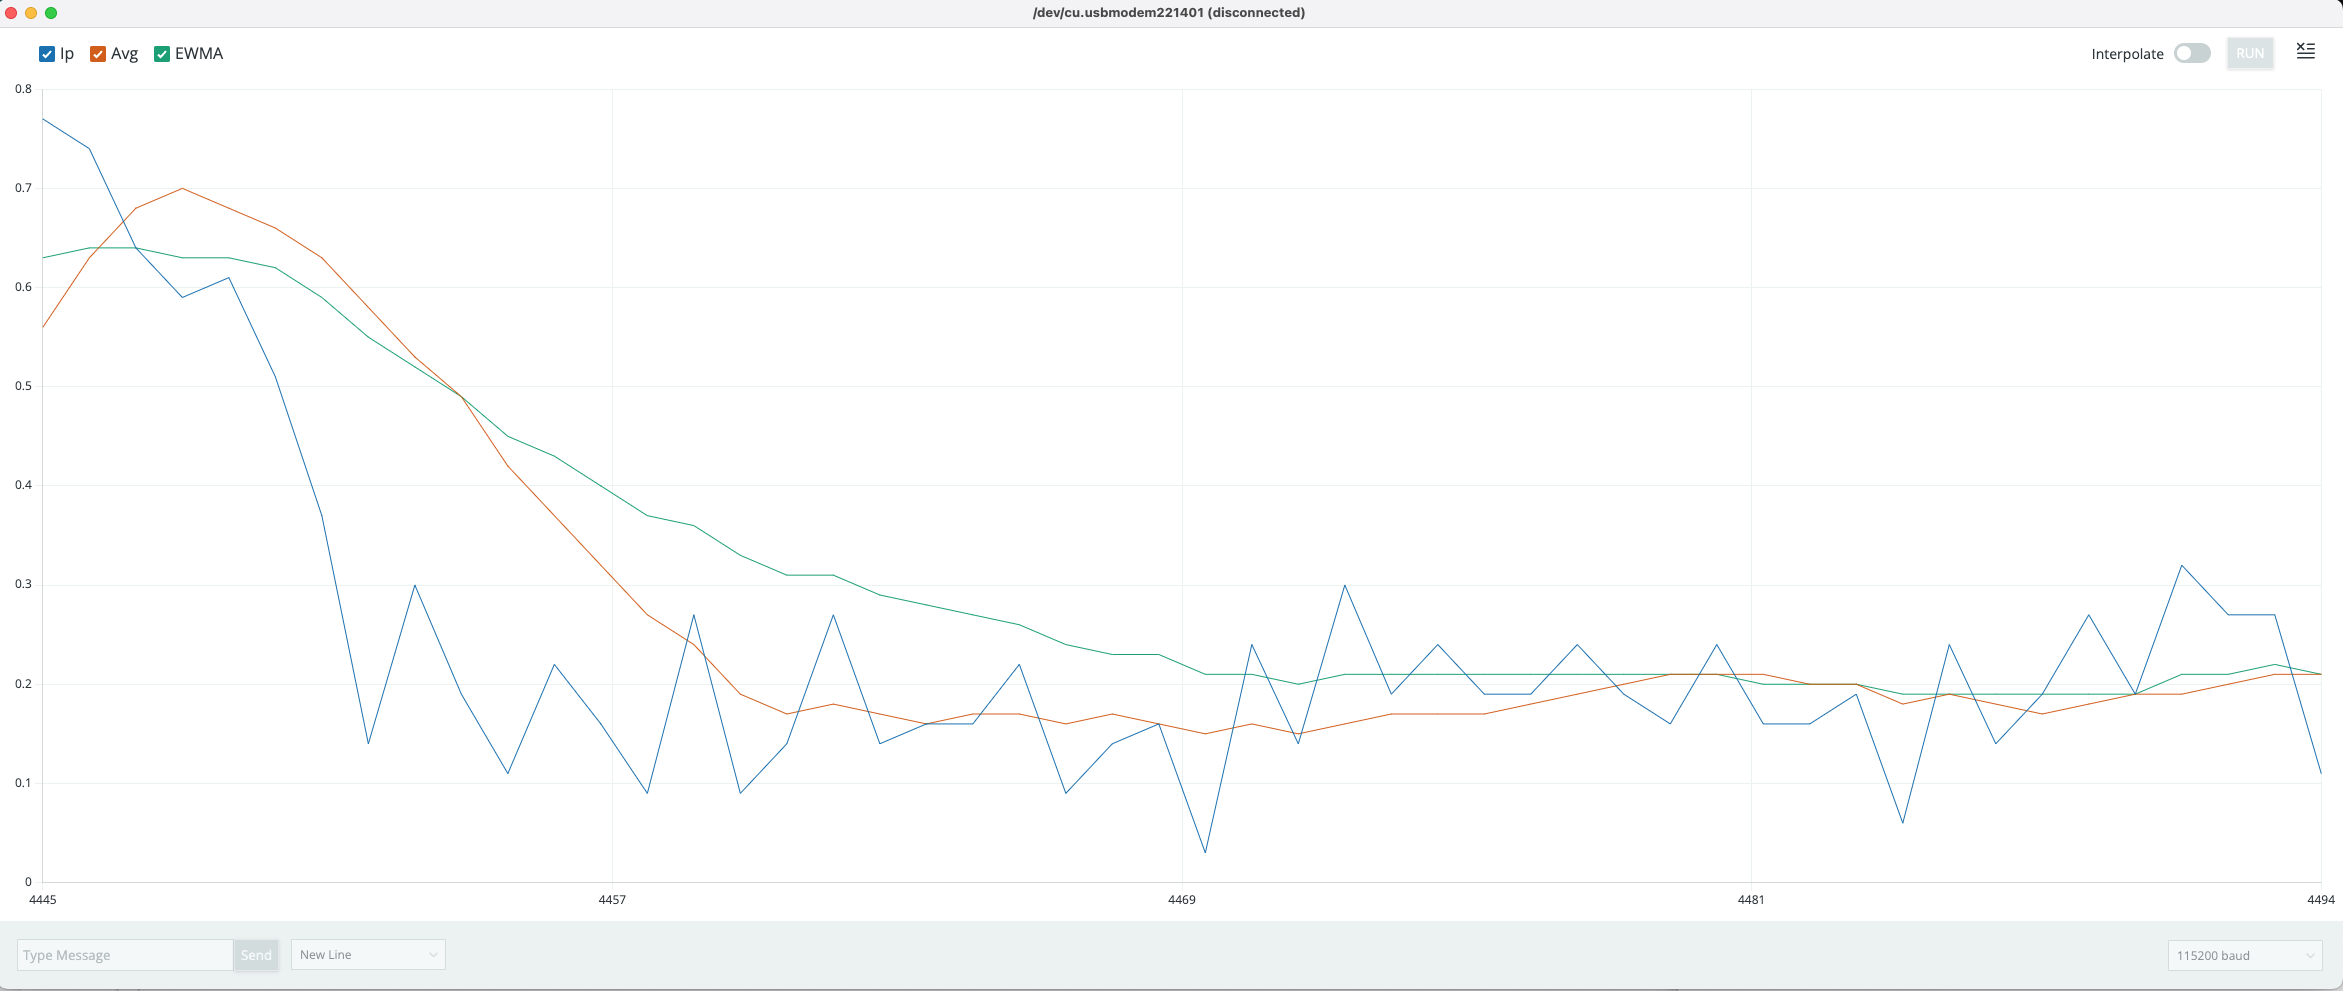 /dev/cu.usbmodem221401 (disconnected)
Ip Avg EWMA
Interpolate RUN
0.8
0.7
0.6
0.5
0.4
0.3
0.2
0.1
0
4445 4457 4469 4481 4494
Type Message Send New Line 115200 baud